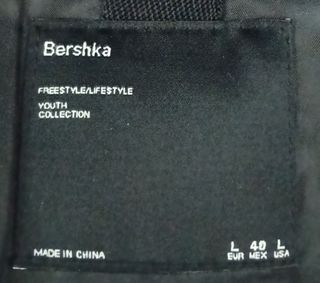 Bershka
FREESTYLE/LIFESTYLE
YOUTH
COLLECTION
MADE IN CHINA
L 40 L
EUR MEX USA